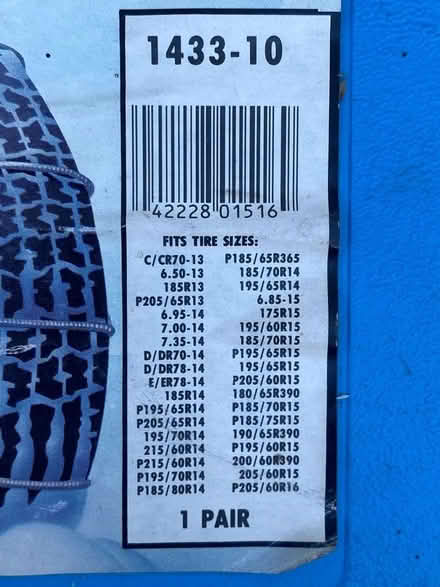 1433-10
42228 01516
FITS TIRE SIZES:
C/CR70-13
6.50-13
185R13
P205/65R13
6.95-14
7.00-14
7.35-14
D/DR70-14
D/DR78-14
E/ER78-14
185R14
P195/65R14
P205/65R14
195/70R14
215/60R14
P215/60R14
P195/70R14
P185/80R14
P185/65R365
185/70R14
195/65R14
6.85-15
175R15
195/60R15
185/70R15
P195/65R15
195/65R15
P205/60R15
180/65R390
P185/70R15
P185/75R15
190/65R390
P195/60R15
200/60R390
205/60R15
P205/60R16
1 PAIR